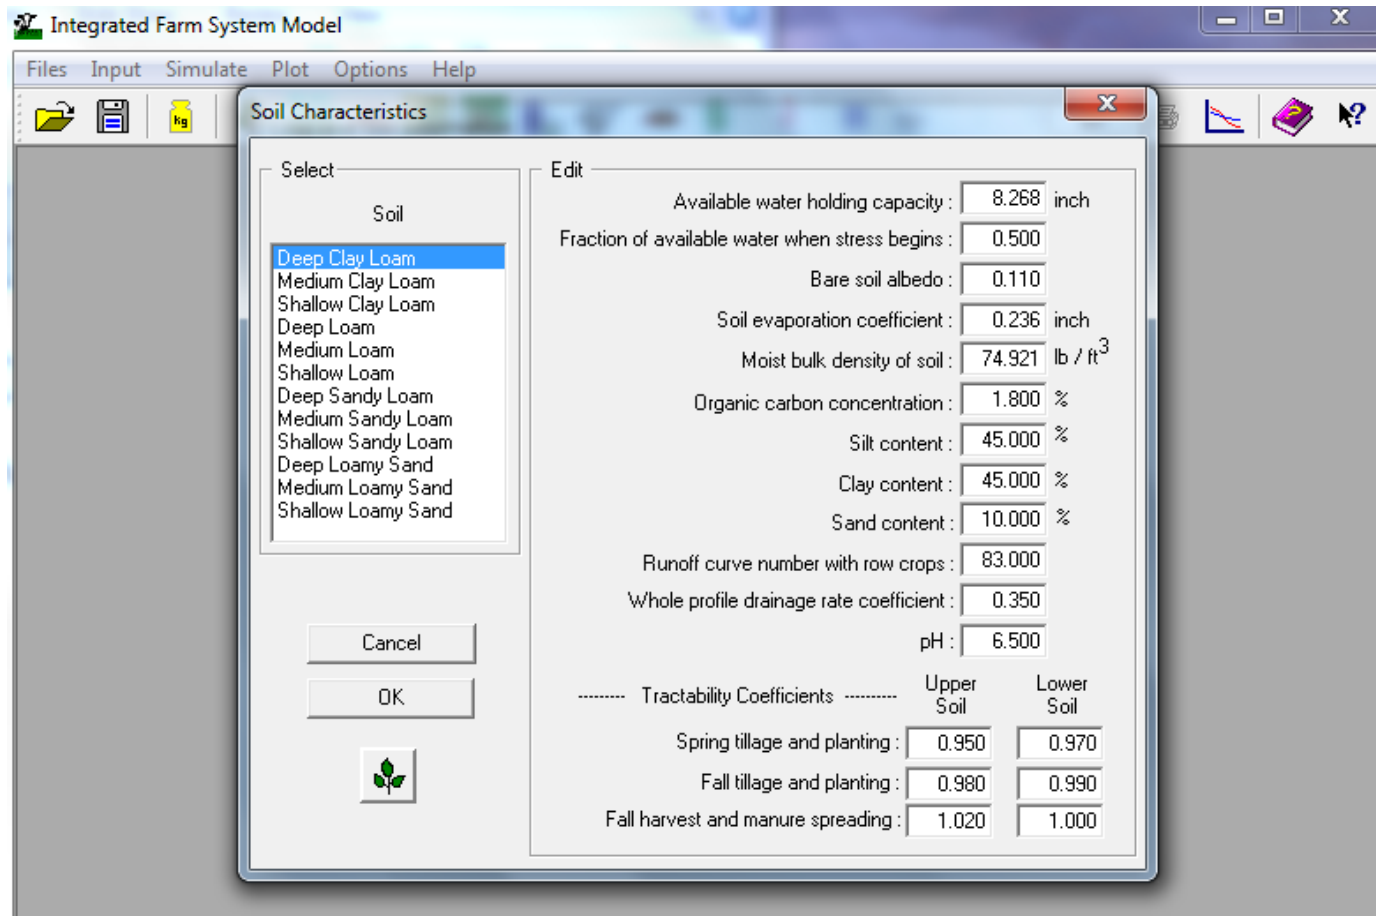 Integrated Farm System Model
Files Input Simulate Plot Options Help
kg
Soil Characteristics
Select
Soil
Deep Clay Loam
Medium Clay Loam
Shallow Clay Loam
Deep Loam
Medium Loam
Shallow Loam
Deep Sandy Loam
Medium Sandy Loam
Shallow Sandy Loam
Deep Loamy Sand
Medium Loamy Sand
Shallow Loamy Sand
Cancel
OK
Edit
Available water holding capacity : 8.268 inch
Fraction of available water when stress begins : 0.500
Bare soil albedo : 0.110
Soil evaporation coefficient : 0.236 inch
Moist bulk density of soil : 74.921 lb / ft3
Organic carbon concentration : 1.800 %
Silt content : 45.000 %
Clay content : 45.000 %
Sand content : 10.000 %
Runoff curve number with row crops : 83.000
Whole profile drainage rate coefficient : 0.350
pH : 6.500
--------- Tractability Coefficients ---------- Upper Soil Lower Soil
Spring tillage and planting : 0.950 0.970
Fall tillage and planting : 0.980 0.990
Fall harvest and manure spreading : 1.020 1.000